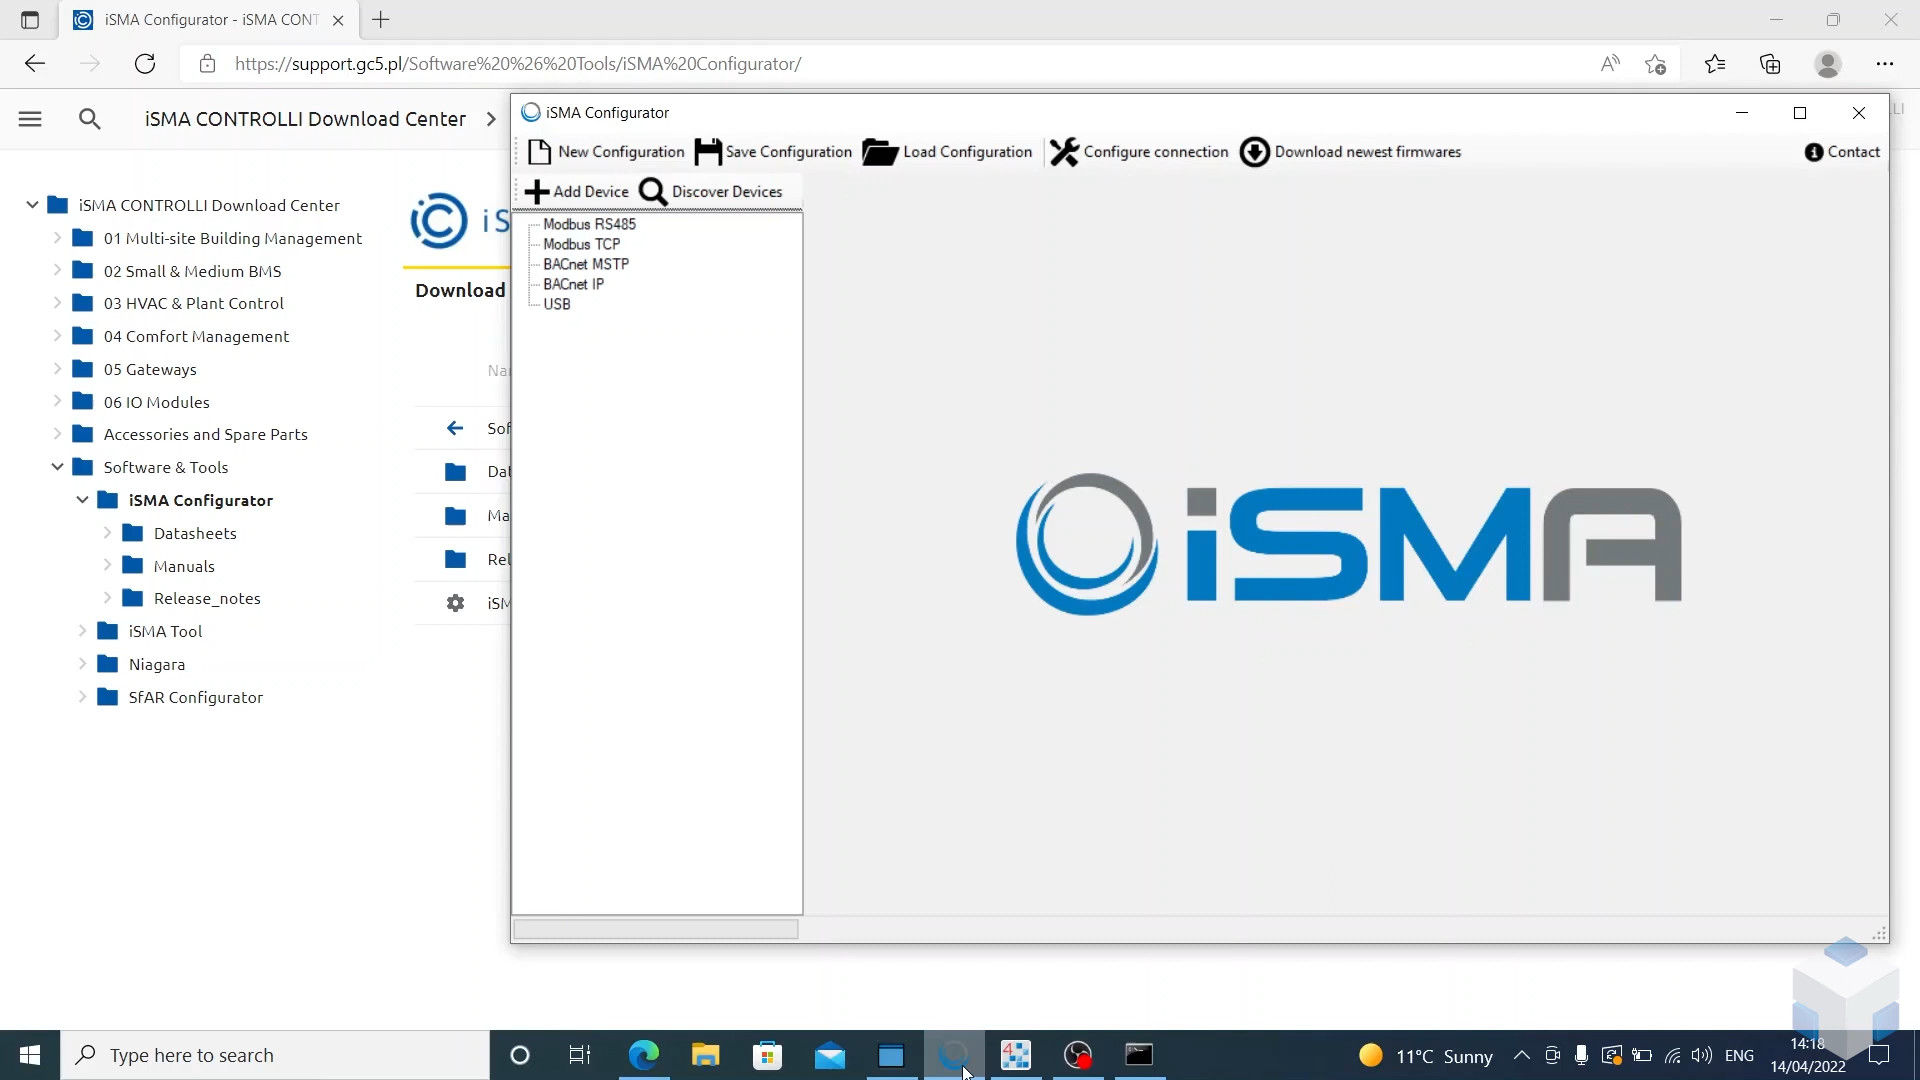 iSMA Configurator - iSMA CONT
https://support.gc5.pl/Software%20%26%20Tools/iSMA%20Configurator/
iSMA CONTROLLI Download Center
iSMA CONTROLLI Download Center
01 Multi-site Building Management
02 Small & Medium BMS
03 HVAC & Plant Control
04 Comfort Management
05 Gateways
06 IO Modules
Accessories and Spare Parts
Software & Tools
iSMA Configurator
Datasheets
Manuals
Release_notes
iSMA Tool
Niagara
SfAR Configurator
Download
iSMA Configurator
New Configuration Save Configuration Load Configuration Configure connection Download newest firmwares Contact
Add Device Discover Devices
Modbus RS485
Modbus TCP
BACnet MSTP
BACnet IP
USB
iSMA
Type here to search
11°C Sunny
ENG
14:18
14/04/2022